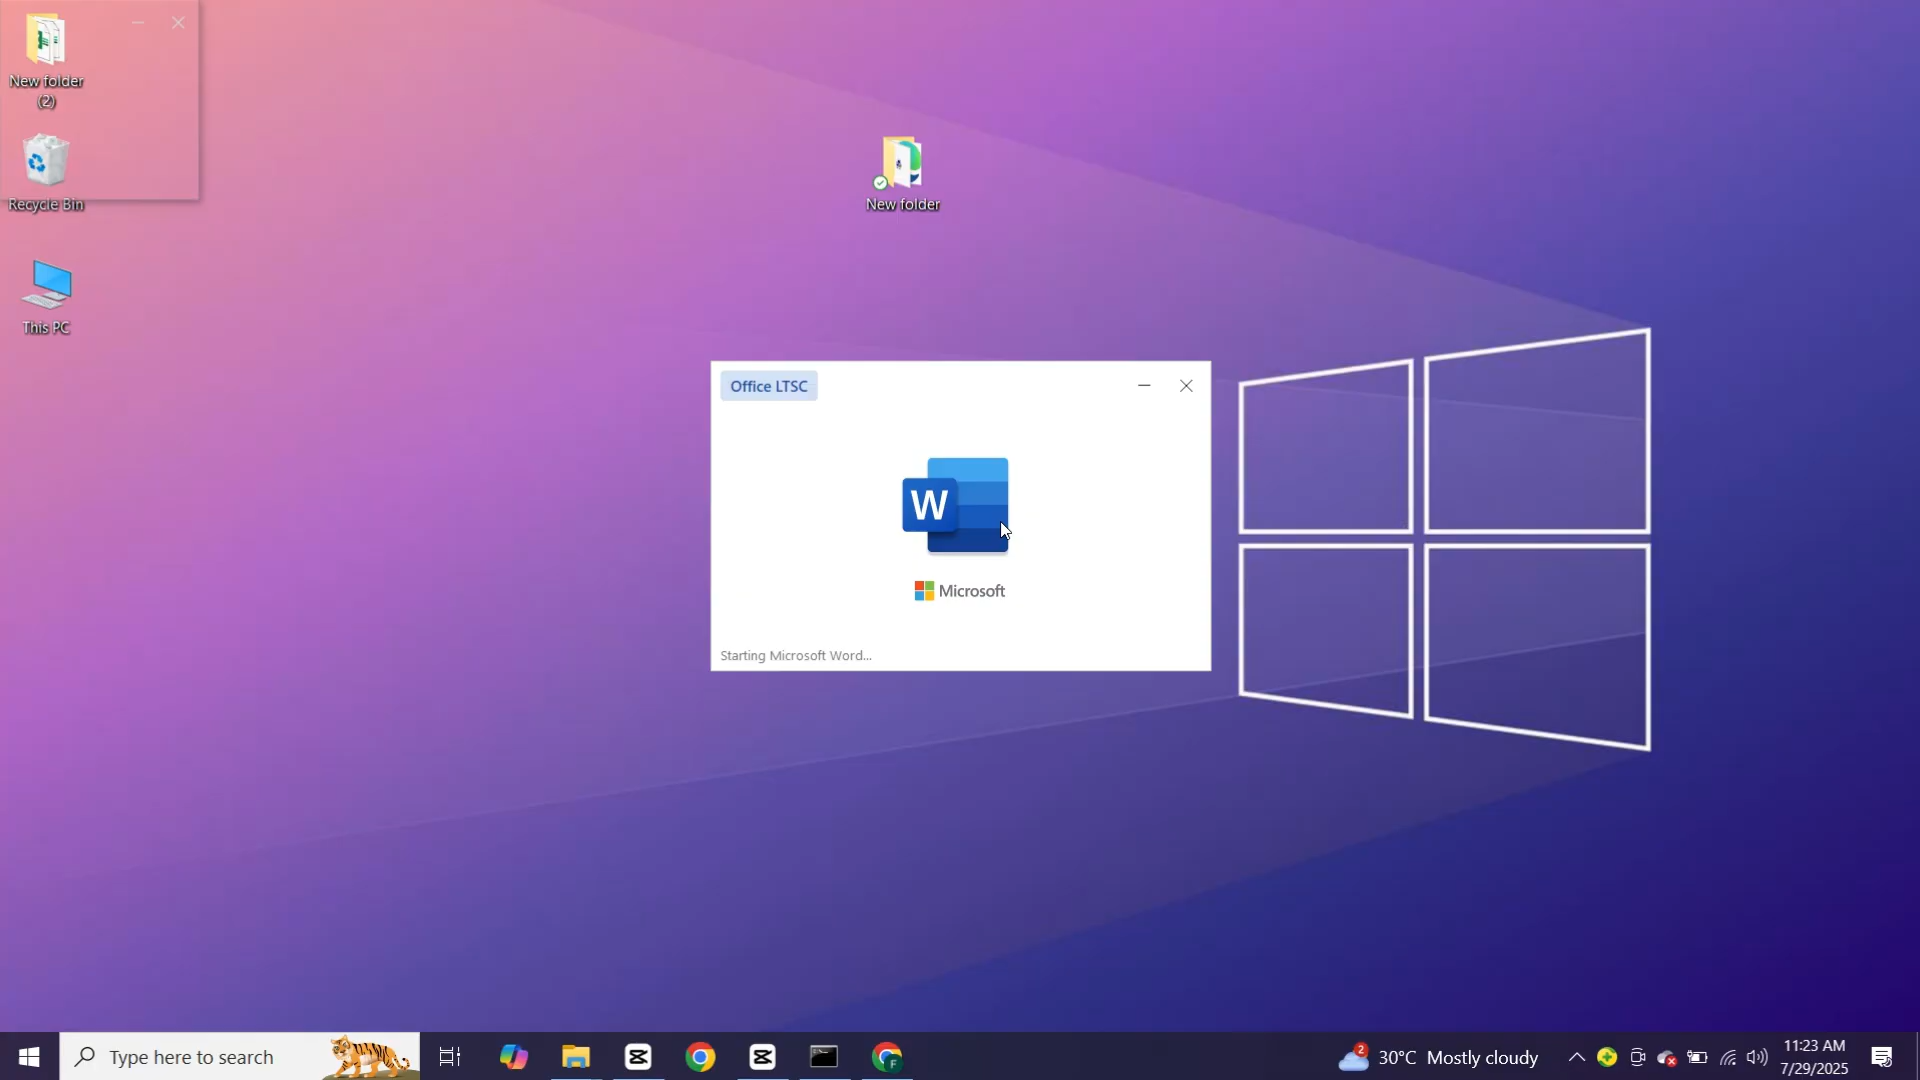 New folder
(2)
Recycle Bin
This PC
New folder
Office LTSC
W
Microsoft
Starting Microsoft Word...
Type here to search
F
2
30°C Mostly cloudy
11:23 AM
7/29/2025